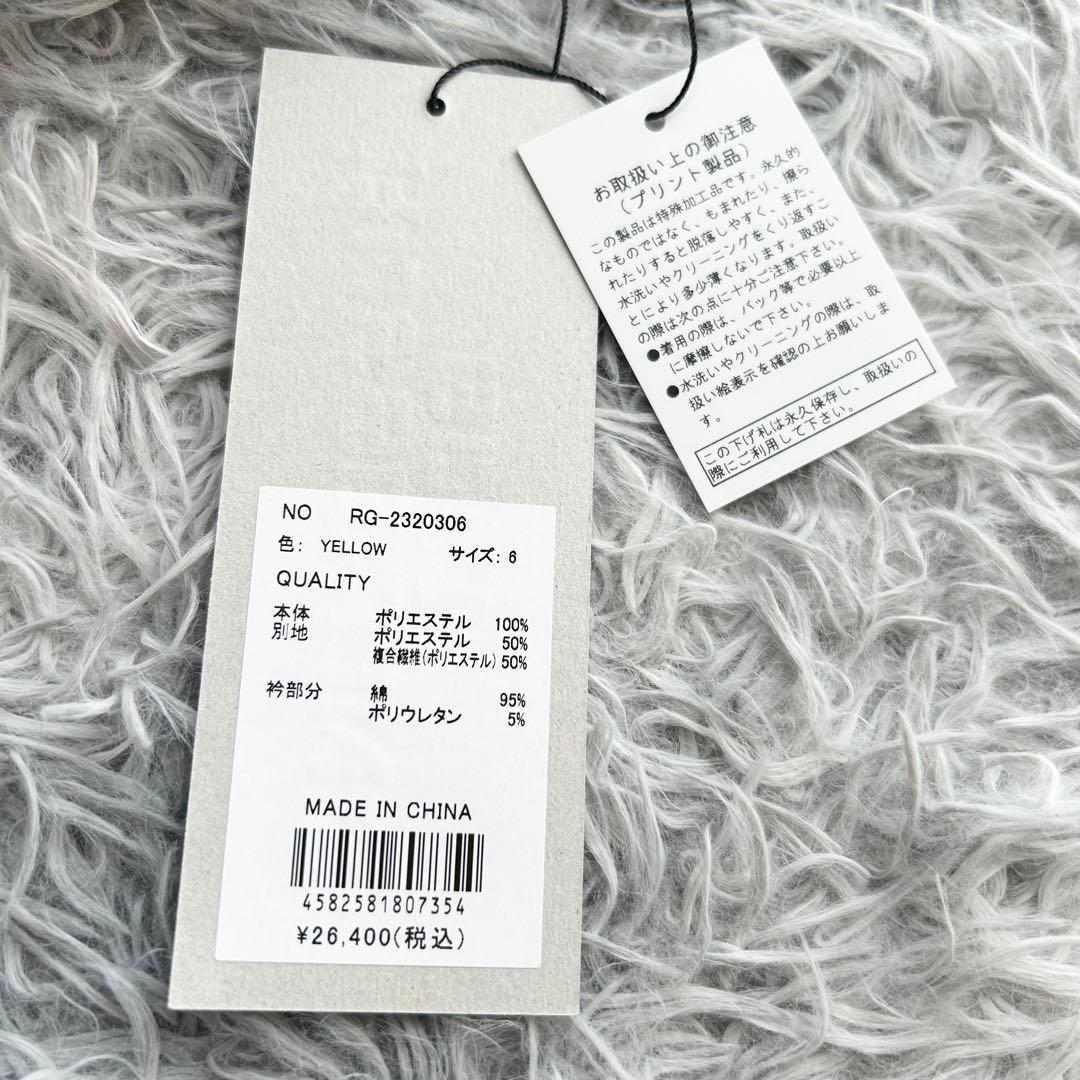 お取扱い上の御注意
(プリント製品)
この製品は特殊加工品です。永久的
なものではなく、もまれたり、擦ら
れたりすると脱落しやすく、また、
水洗いやクリーニングをくり返すこ
とにより多少薄くなります。取扱い
の際は次の点に十分ご注意下さい。
●着用の際は、バック等で必要以上
に摩擦しないで下さい。
●水洗いやクリーニングの際は、取
扱い絵表示を確認の上お願いしま
す。
この下げ札は永久保存し、取扱いの
際にご利用して下さい。
NO RG-2320306
色: YELLOW サイズ: 6
QUALITY
本体 ポリエステル 100%
別地 ポリエステル 50%
複合繊維(ポリエステル) 50%
衿部分 綿 95%
ポリウレタン 5%
MADE IN CHINA
4582581807354
¥26,400(税込)